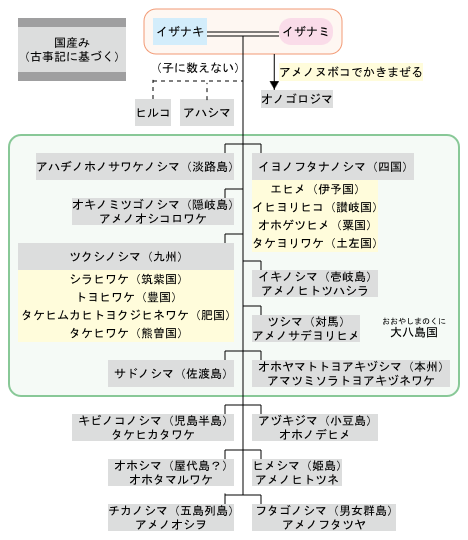 国産み
（古事記に基づく）
イザナキ
イザナミ
（子に数えない）
アメノヌボコでかきまぜる
オノゴロジマ
ヒルコ
アハシマ
アハヂノホノサワケノシマ（淡路島）
イヨノフタナノシマ（四国）
エヒメ（伊予国）
イヒヨリヒコ（讃岐国）
オホゲツヒメ（粟国）
タケヨリワケ（土左国）
オキノミツゴノシマ（隠岐島）
アメノオシコロワケ
ツクシノシマ（九州）
シラヒワケ（筑紫国）
トヨヒワケ（豊国）
タケヒムカヒトヨクジヒネワケ（肥国）
タケヒワケ（熊曽国）
イキノシマ（壱岐島）
アメノヒトツハシラ
ツシマ（対馬）
アメノサデヨリヒメ
おおやしまのくに
大八島国
サドノシマ（佐渡島）
オホヤマトトヨアキヅシマ（本州）
アマツミソラトヨアキヅネワケ
キビノコノシマ（児島半島）
タケヒカタワケ
アヅキジマ（小豆島）
オホノデヒメ
オホシマ（屋代島？）
オホタマルワケ
ヒメシマ（姫島）
アメノヒトツネ
チカノシマ（五島列島）
アメノオシヲ
フタゴノシマ（男女群島）
アメノフタツヤ